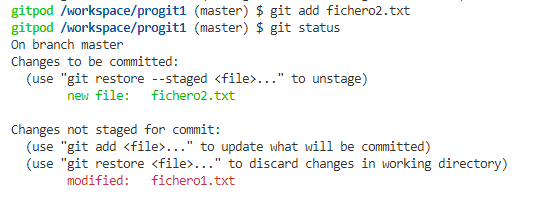 gitpod /workspace/progit1 (master) $ git add fichero2.txt
gitpod /workspace/progit1 (master) $ git status
On branch master
Changes to be committed:
  (use "git restore --staged <file>..." to unstage)
        new file:   fichero2.txt

Changes not staged for commit:
  (use "git add <file>..." to update what will be committed)
  (use "git restore <file>..." to discard changes in working directory)
        modified:   fichero1.txt